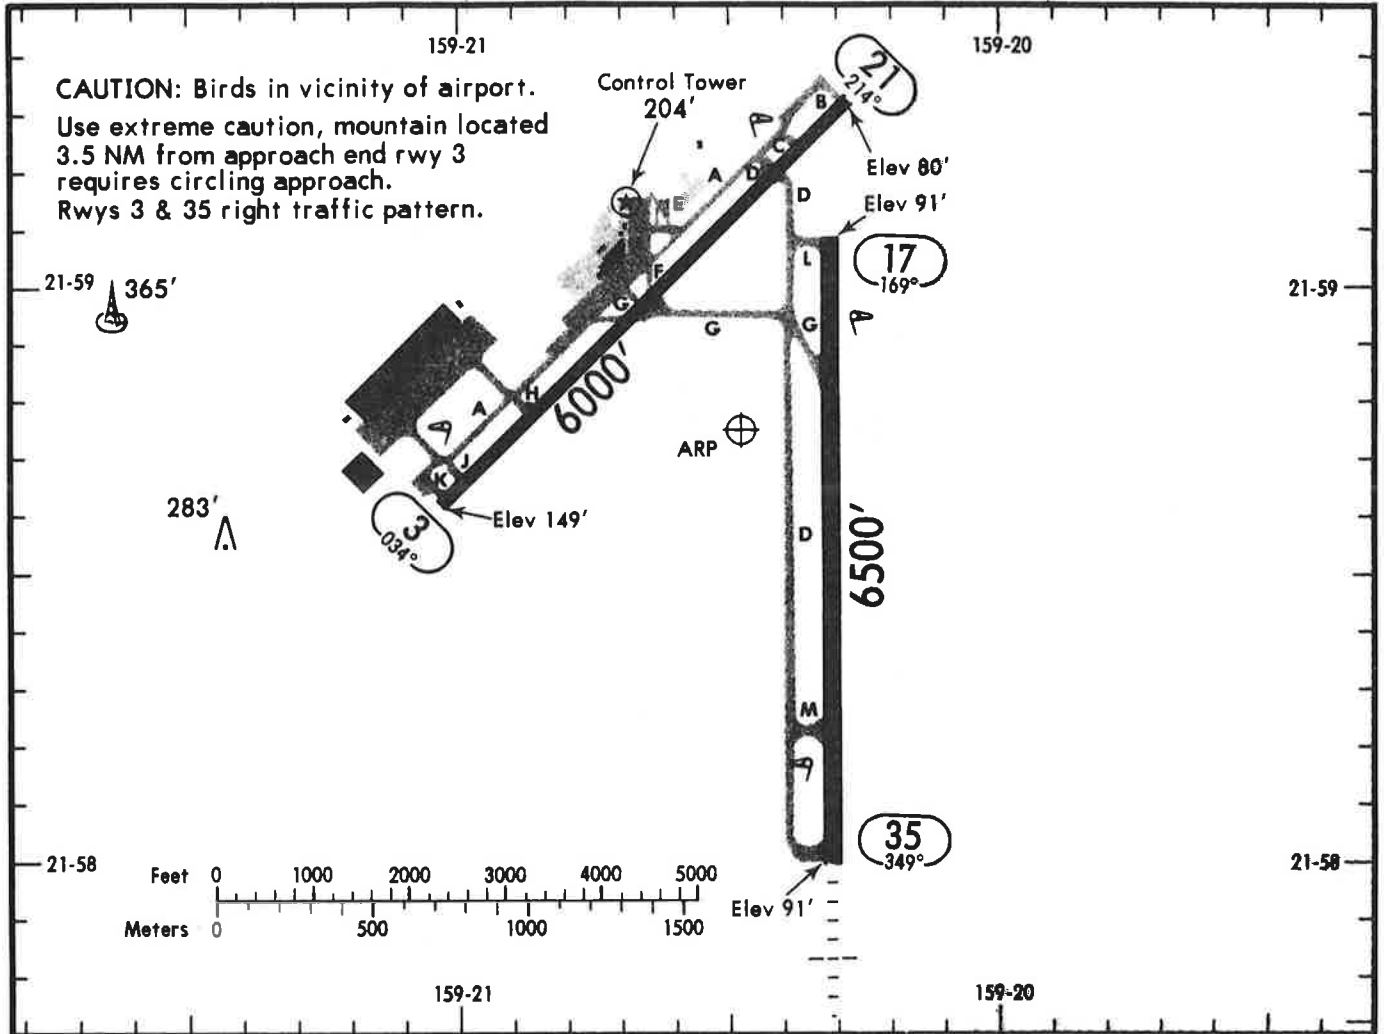 159-21
159-20
CAUTION: Birds in vicinity of airport.
Use extreme caution, mountain located
3.5 NM from approach end rwy 3
requires circling approach.
Rwys 3 & 35 right traffic pattern.
Control Tower
204'
21
214°
B
C
Elev 80'
A
D
D
E
Elev 91'
17
169°
L
F
21-59
365'
G
21-59
G
G
6000'
H
A
ARP
J
K
283'
3
034°
Elev 149'
D
6500'
M
35
349°
21-58
21-58
Feet 0 1000 2000 3000 4000 5000
Elev 91'
Meters 0 500 1000 1500
159-21
159-20